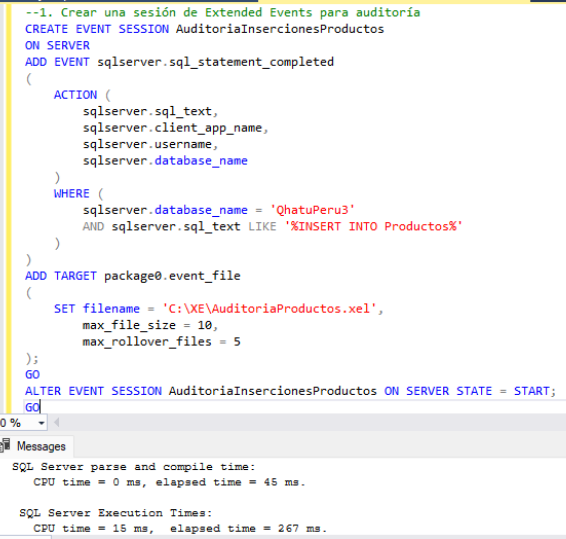 --1. Crear una sesión de Extended Events para auditoría
CREATE EVENT SESSION AuditoriaInsercionesProductos
ON SERVER
ADD EVENT sqlserver.sql_statement_completed
(
    ACTION (
        sqlserver.sql_text,
        sqlserver.client_app_name,
        sqlserver.username,
        sqlserver.database_name
    )
    WHERE (
        sqlserver.database_name = 'QhatuPeru3'
        AND sqlserver.sql_text LIKE '%INSERT INTO Productos%'
    )
)
ADD TARGET package0.event_file
(
    SET filename = 'C:\XE\AuditoriaProductos.xel',
        max_file_size = 10,
        max_rollover_files = 5
);
GO
ALTER EVENT SESSION AuditoriaInsercionesProductos ON SERVER STATE = START;
GO
0 %
Messages
SQL Server parse and compile time:
   CPU time = 0 ms, elapsed time = 45 ms.
SQL Server Execution Times:
   CPU time = 15 ms,  elapsed time = 267 ms.